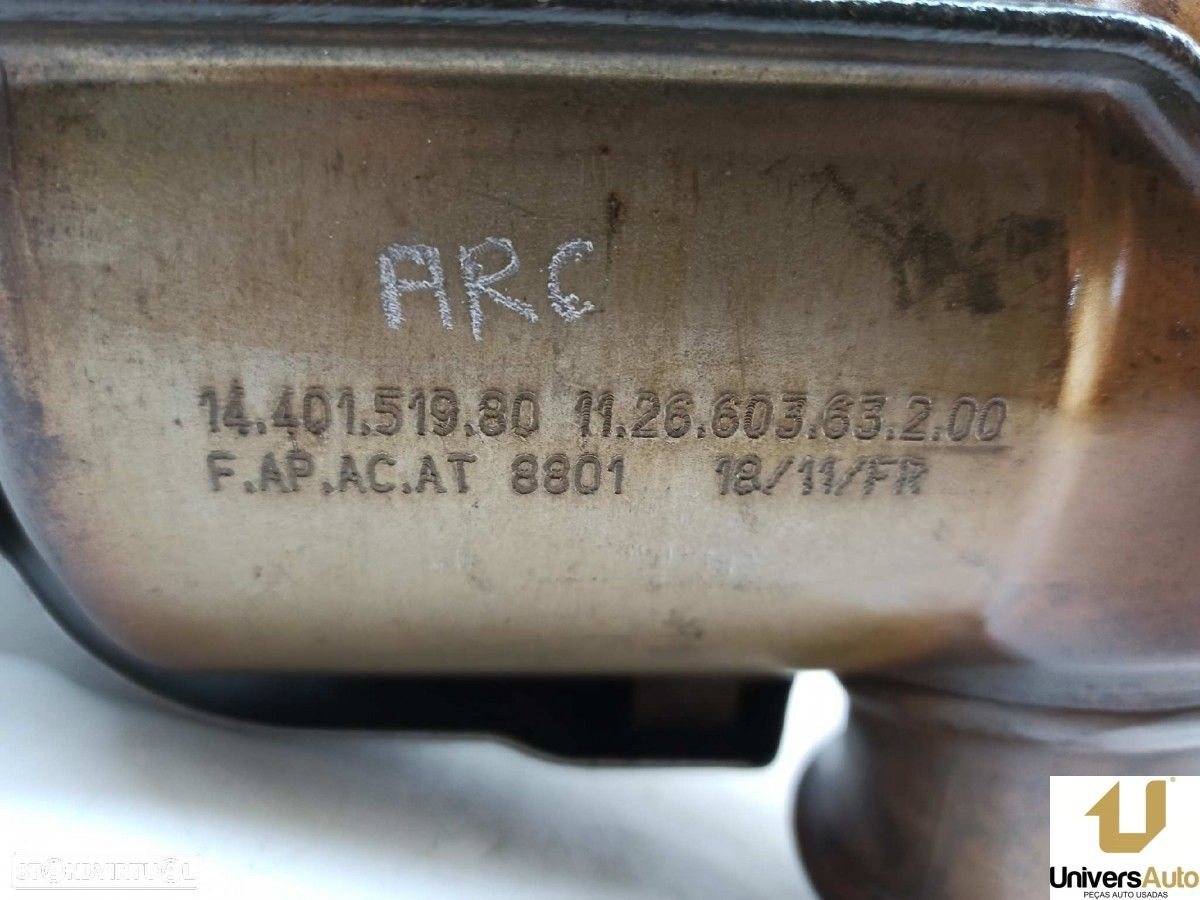 ARC
14.401.519.80 11.26.603.63.2.00
F.AP.AC.AT 8801 18/11/FR
STANDVIRTUAL
UniversAuto
PEÇAS AUTO USADAS